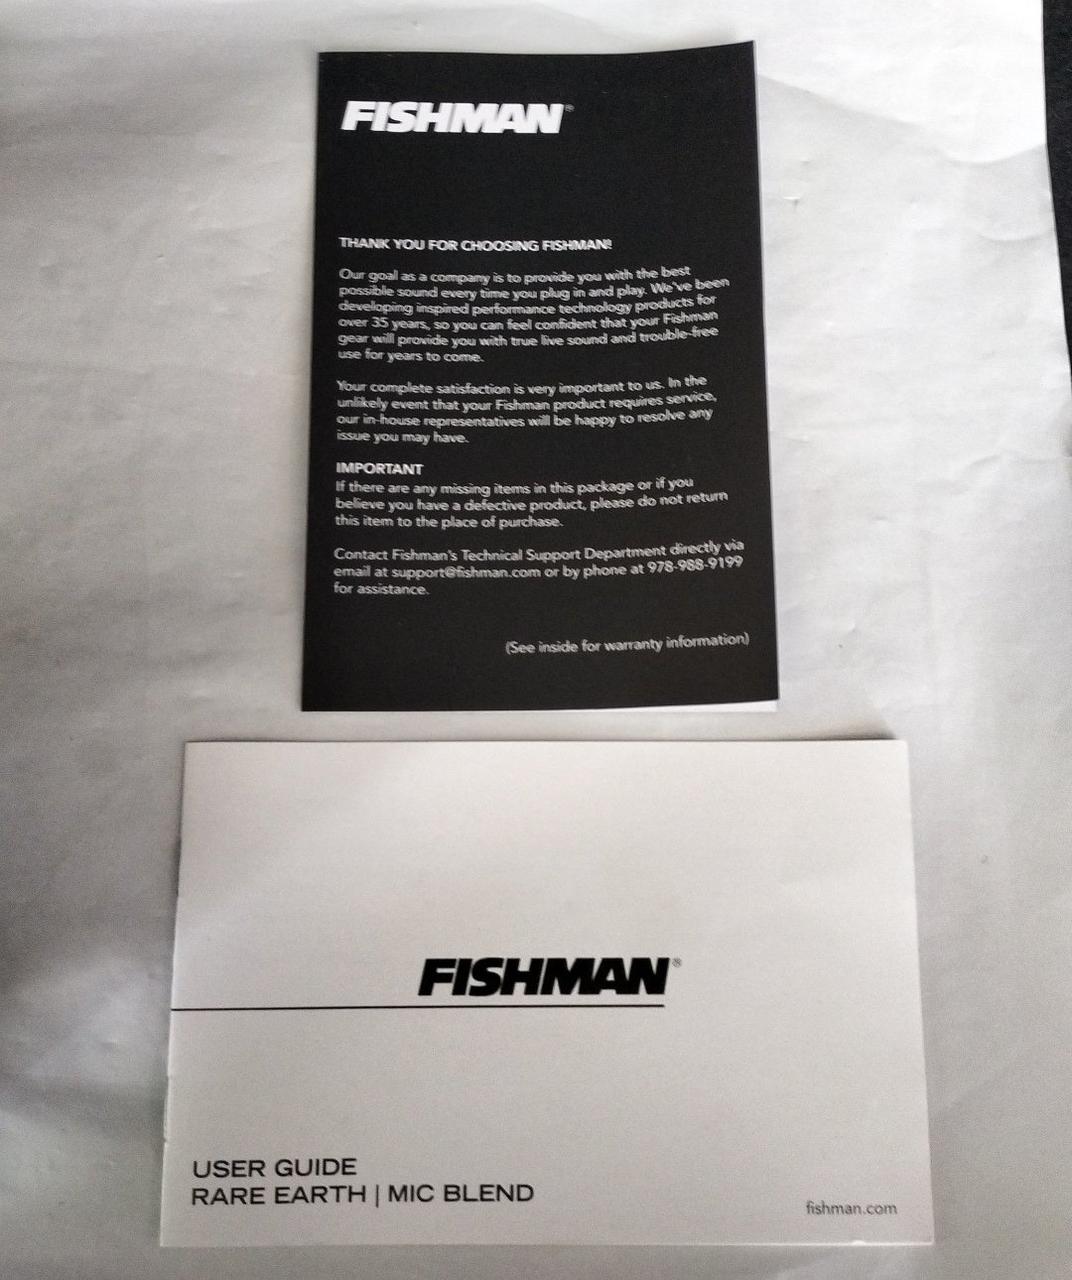 FISHMAN®
THANK YOU FOR CHOOSING FISHMAN!
Our goal as a company is to provide you with the best
possible sound every time you plug in and play. We've been
developing inspired performance technology products for
over 35 years, so you can feel confident that your Fishman
gear will provide you with true live sound and trouble-free
use for years to come.
Your complete satisfaction is very important to us. In the
unlikely event that your Fishman product requires service,
our in-house representatives will be happy to resolve any
issue you may have.
IMPORTANT
If there are any missing items in this package or if you
believe you have a defective product, please do not return
this item to the place of purchase.
Contact Fishman's Technical Support Department directly via
email at support@fishman.com or by phone at 978-988-9199
for assistance.
(See inside for warranty information)
FISHMAN®
USER GUIDE
RARE EARTH | MIC BLEND
fishman.com